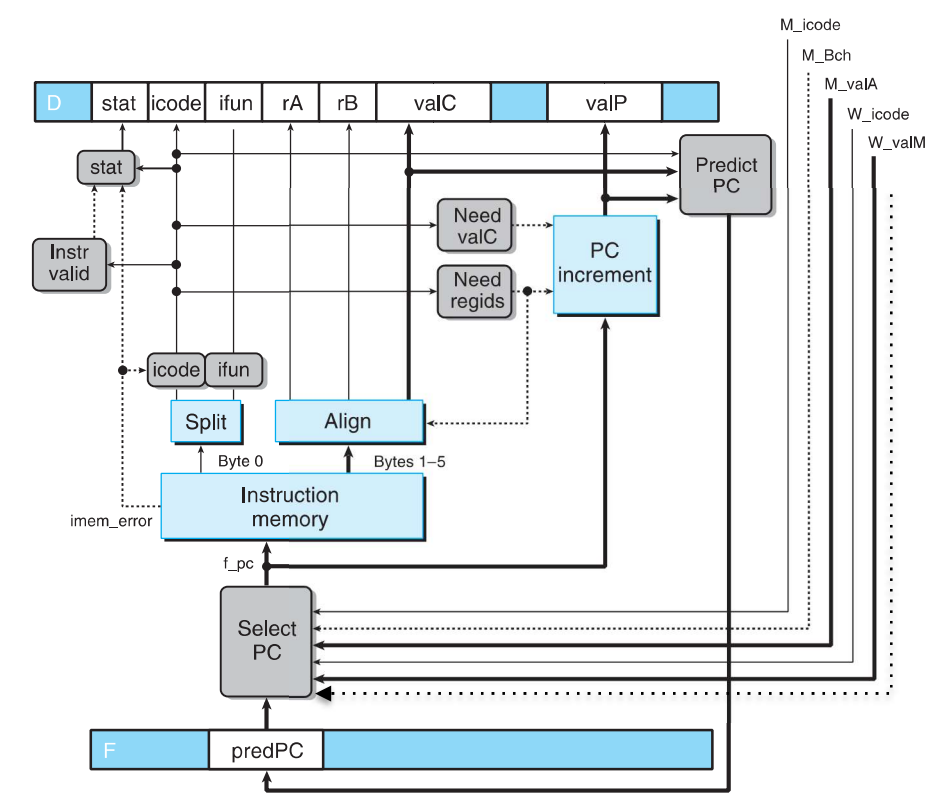 M_icode
M_Bch
M_valA
W_icode
W_valM
D
stat
icode
ifun
rA
rB
valC
valP
stat
Predict
PC
Need
valC
PC
increment
Instr
valid
Need
regids
icode
ifun
Split
Align
Byte 0
Bytes 1–5
Instruction
memory
imem_error
f_pc
Select
PC
F
predPC